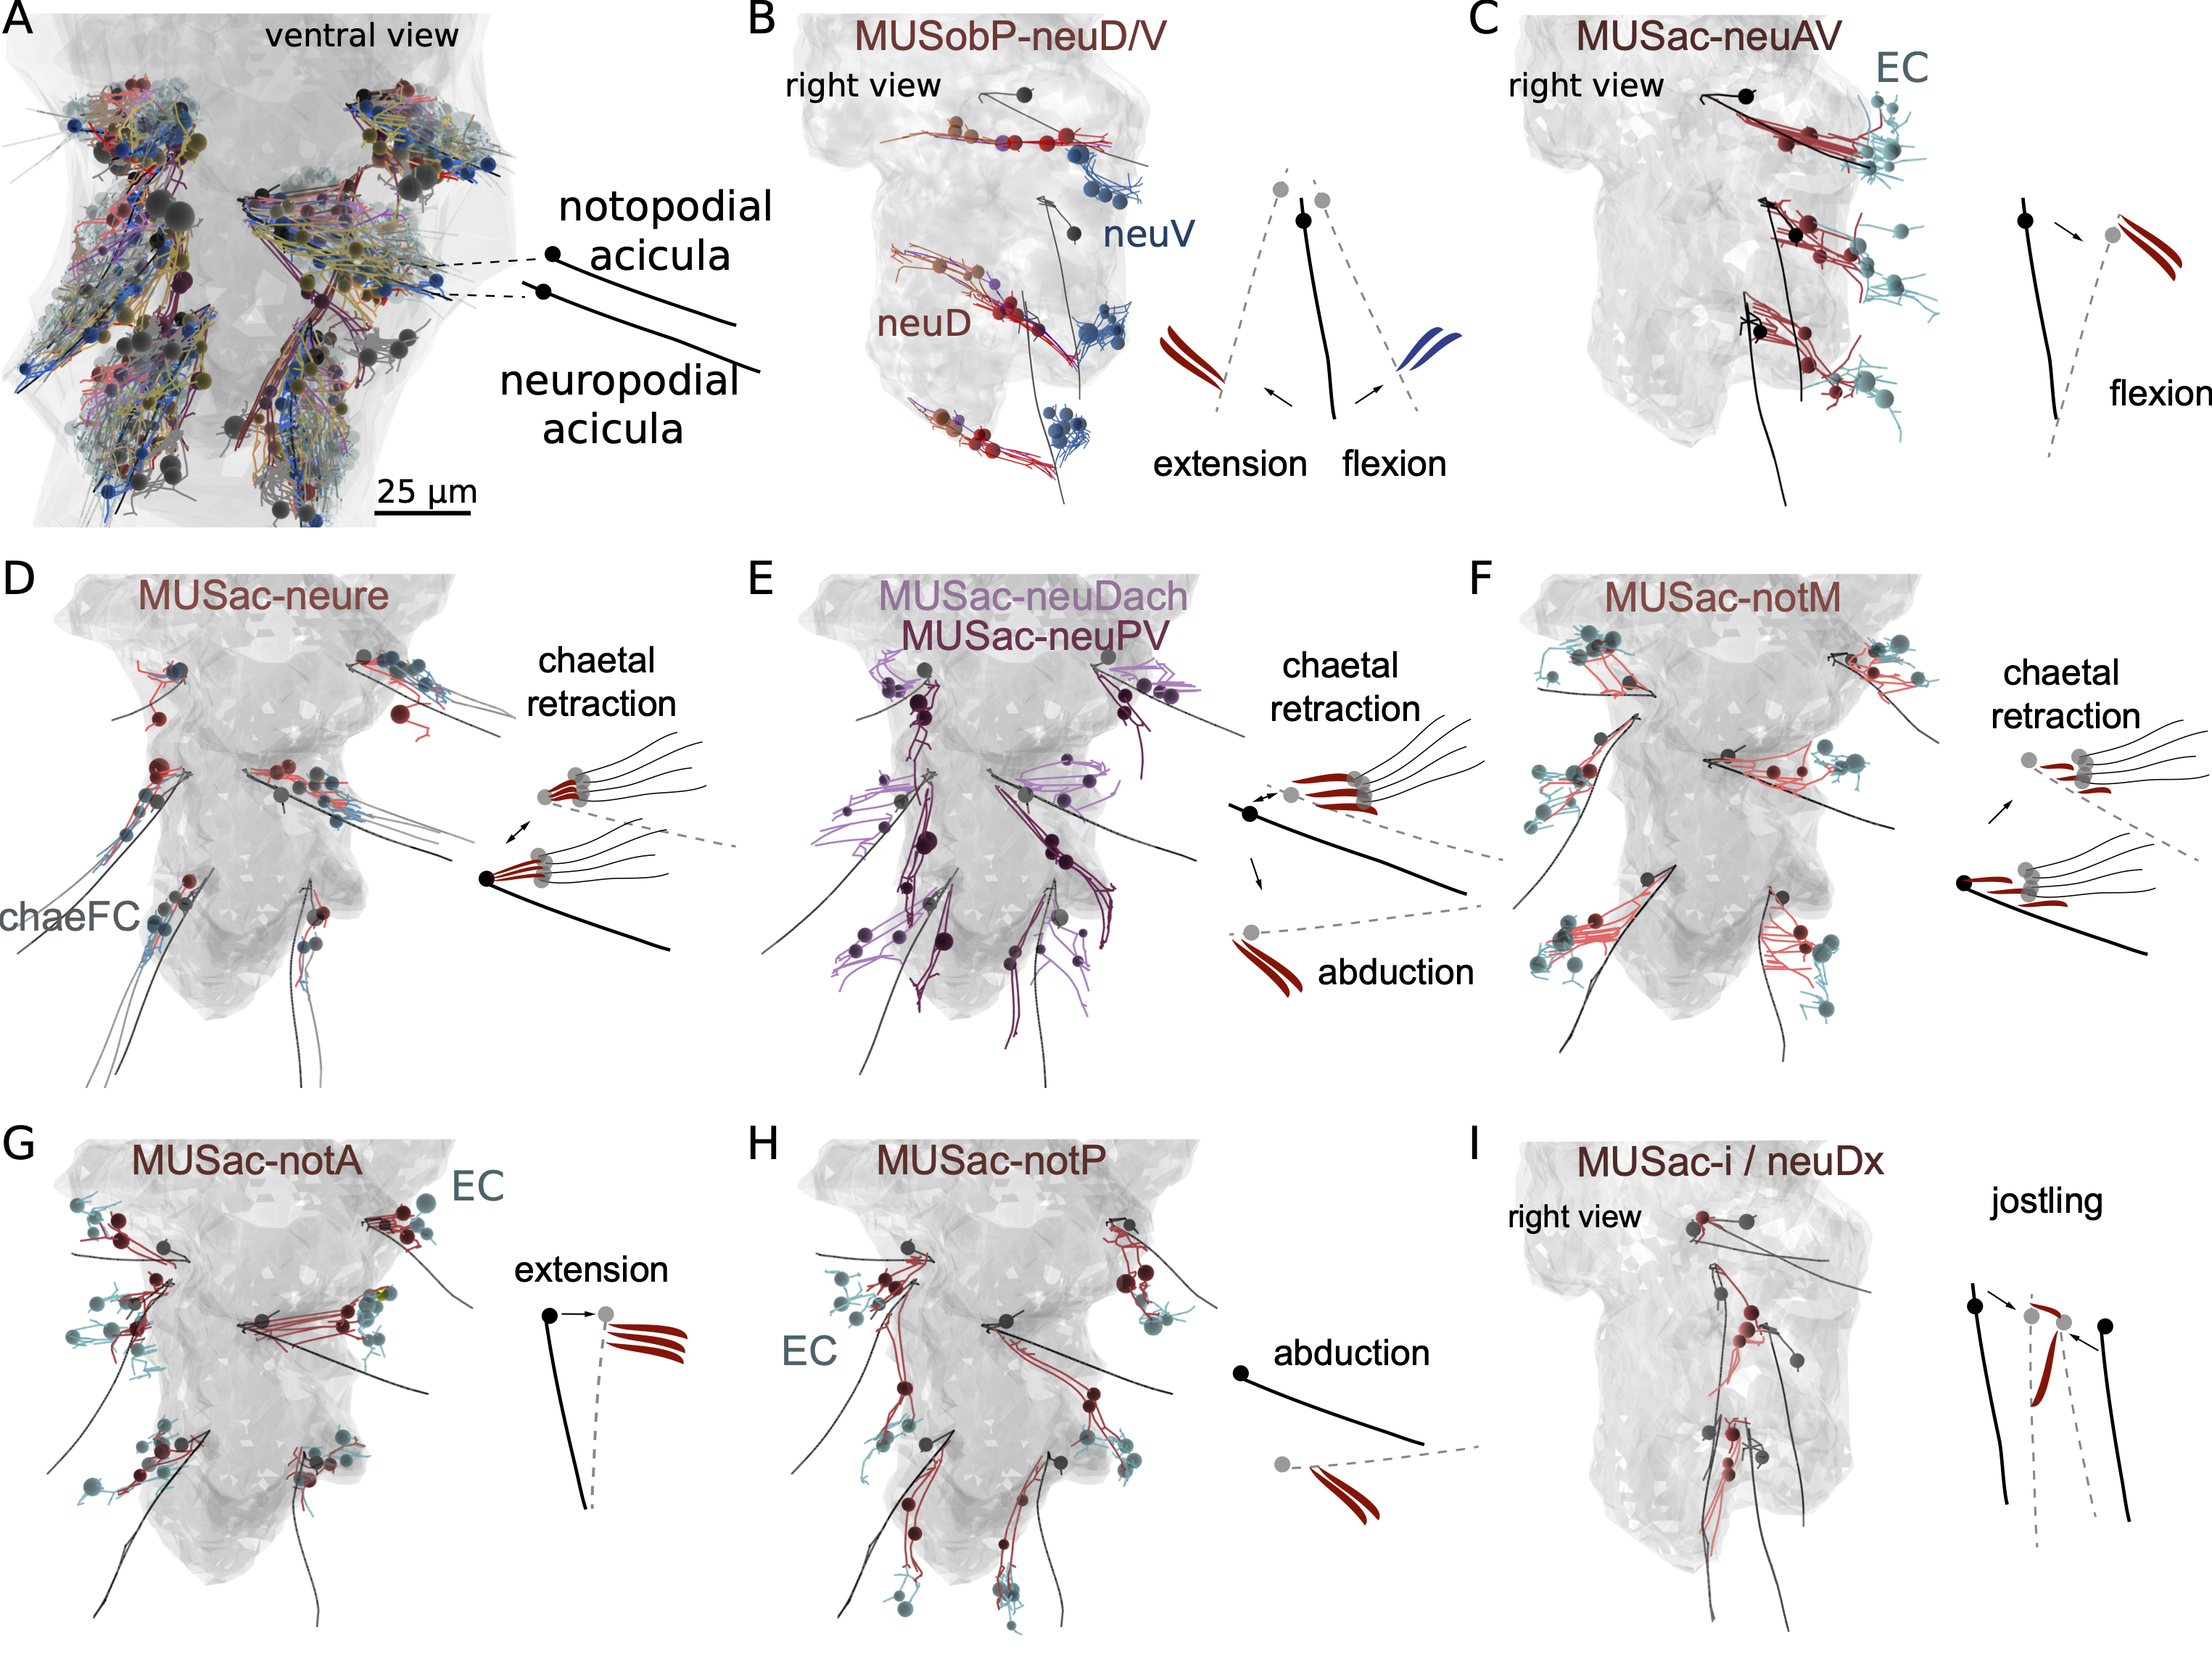 A
ventral view
notopodial
acicula
neuropodial
acicula
25 µm
B
MUSobP-neuD/V
right view
neuV
neuD
extension
flexion
C
MUSac-neuAV
right view
EC
flexion
D
MUSac-neure
chaetal
retraction
chaeFC
E
MUSac-neuDach
MUSac-neuPV
chaetal
retraction
abduction
F
MUSac-notM
chaetal
retraction
G
MUSac-notA
EC
extension
H
MUSac-notP
EC
abduction
I
MUSac-i / neuDx
right view
jostling